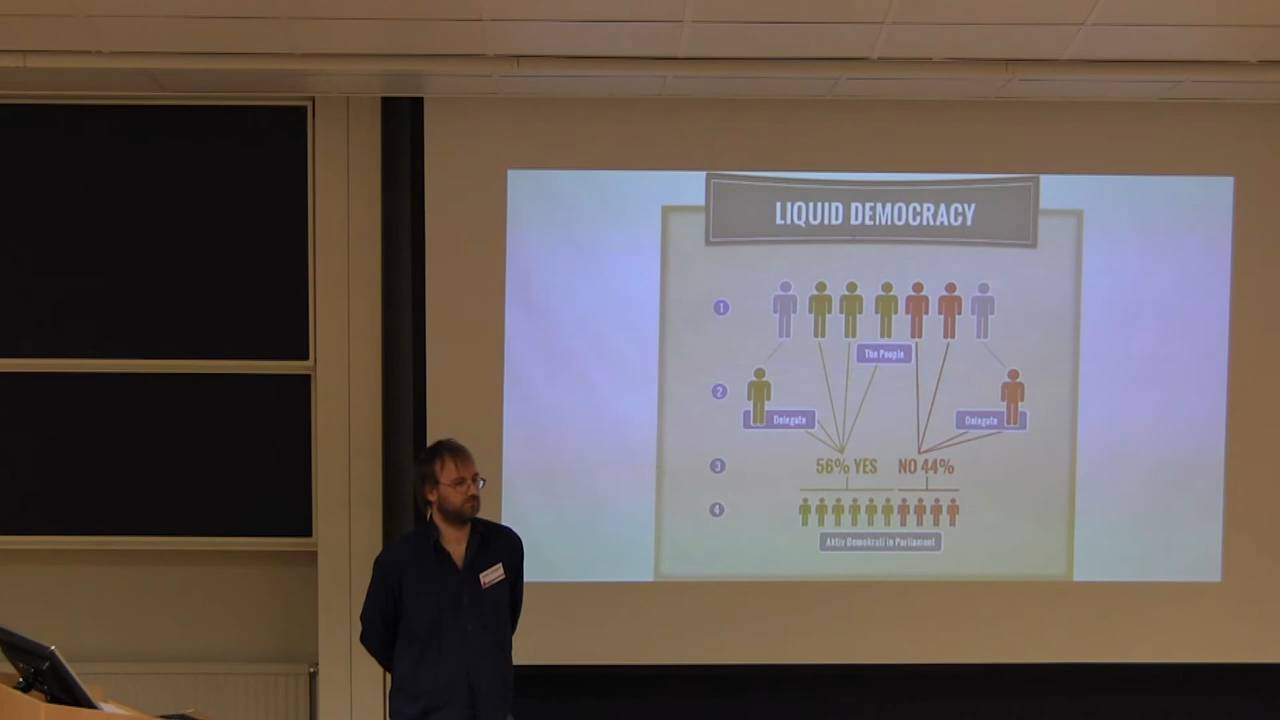 LIQUID DEMOCRACY
1
The People
2
Delegate
Delegate
3
56% YES
NO 44%
4
Aktiv Demokrati in Parliament